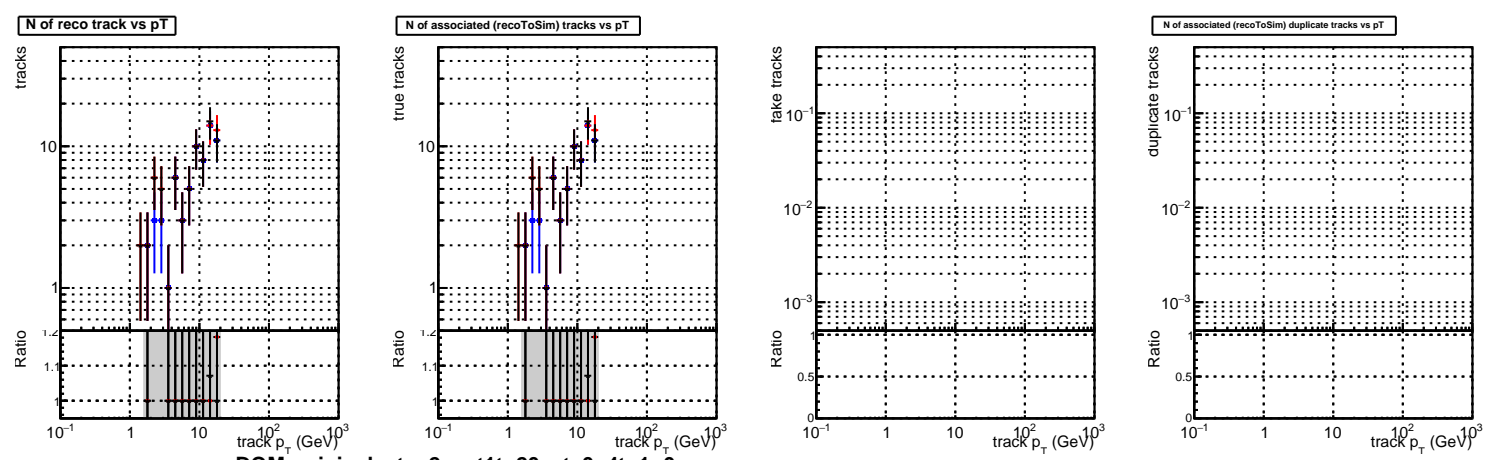 N of reco track vs pT
tracks
10
1
Ratio
1.2
1.1
1
10⁻¹ 1 10 10² 10³
track p_T (GeV)
N of associated (recoToSim) tracks vs pT
true tracks
10
1
Ratio
1.2
1.1
1
10⁻¹ 1 10 10² 10³
track p_T (GeV)
fake tracks
10⁻¹
10⁻²
10⁻³
Ratio
1
0.5
0
10⁻¹ 1 10 10² 10³
track p_T (GeV)
N of associated (recoToSim) duplicate tracks vs pT
duplicate tracks
10⁻¹
10⁻²
10⁻³
Ratio
1
0.5
0
10⁻¹ 1 10 10² 10³
track p_T (GeV)